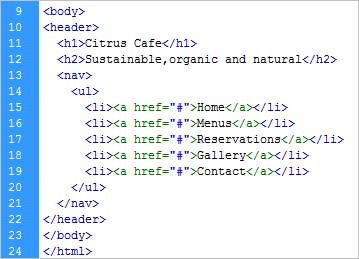 9 <body>
10 <header>
11 <h1>Citrus Cafe</h1>
12 <h2>Sustainable,organic and natural</h2>
13 <nav>
14 <ul>
15 <li><a href="#">Home</a></li>
16 <li><a href="#">Menus</a></li>
17 <li><a href="#">Reservations</a></li>
18 <li><a href="#">Gallery</a></li>
19 <li><a href="#">Contact</a></li>
20 </ul>
21 </nav>
22 </header>
23 </body>
24 </html>